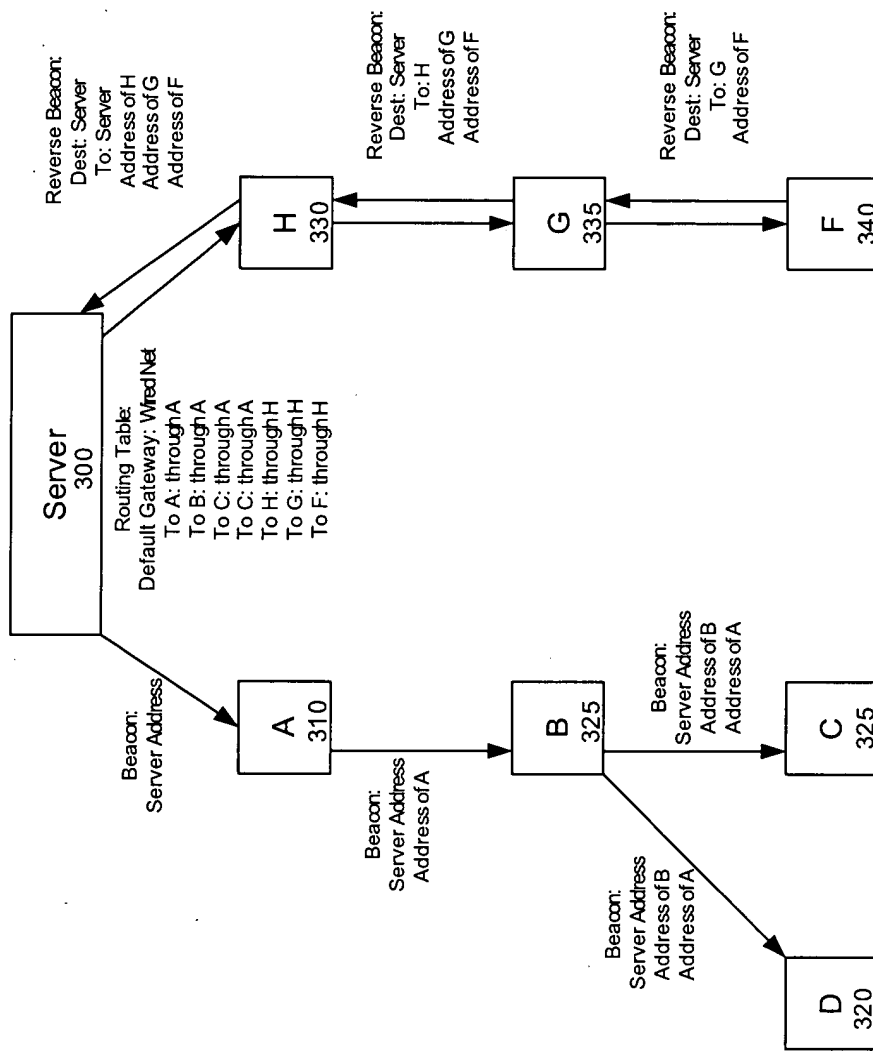 Server
300
Routing Table:
Default Gateway: Wired Net
To A: through A
To B: through A
To C: through A
To C: through A
To H: through H
To G: through H
To F: through H
Beacon:
Server Address
A
310
Beacon:
Server Address
Address of A
B
325
Beacon:
Server Address
Address of B
Address of A
D
320
Beacon:
Server Address
Address of B
Address of A
C
325
Reverse Beacon:
Dest: Server
To: Server
Address of H
Address of G
Address of F
H
330
Reverse Beacon:
Dest: Server
To: H
Address of G
Address of F
G
335
Reverse Beacon:
Dest: Server
To: G
Address of F
F
340